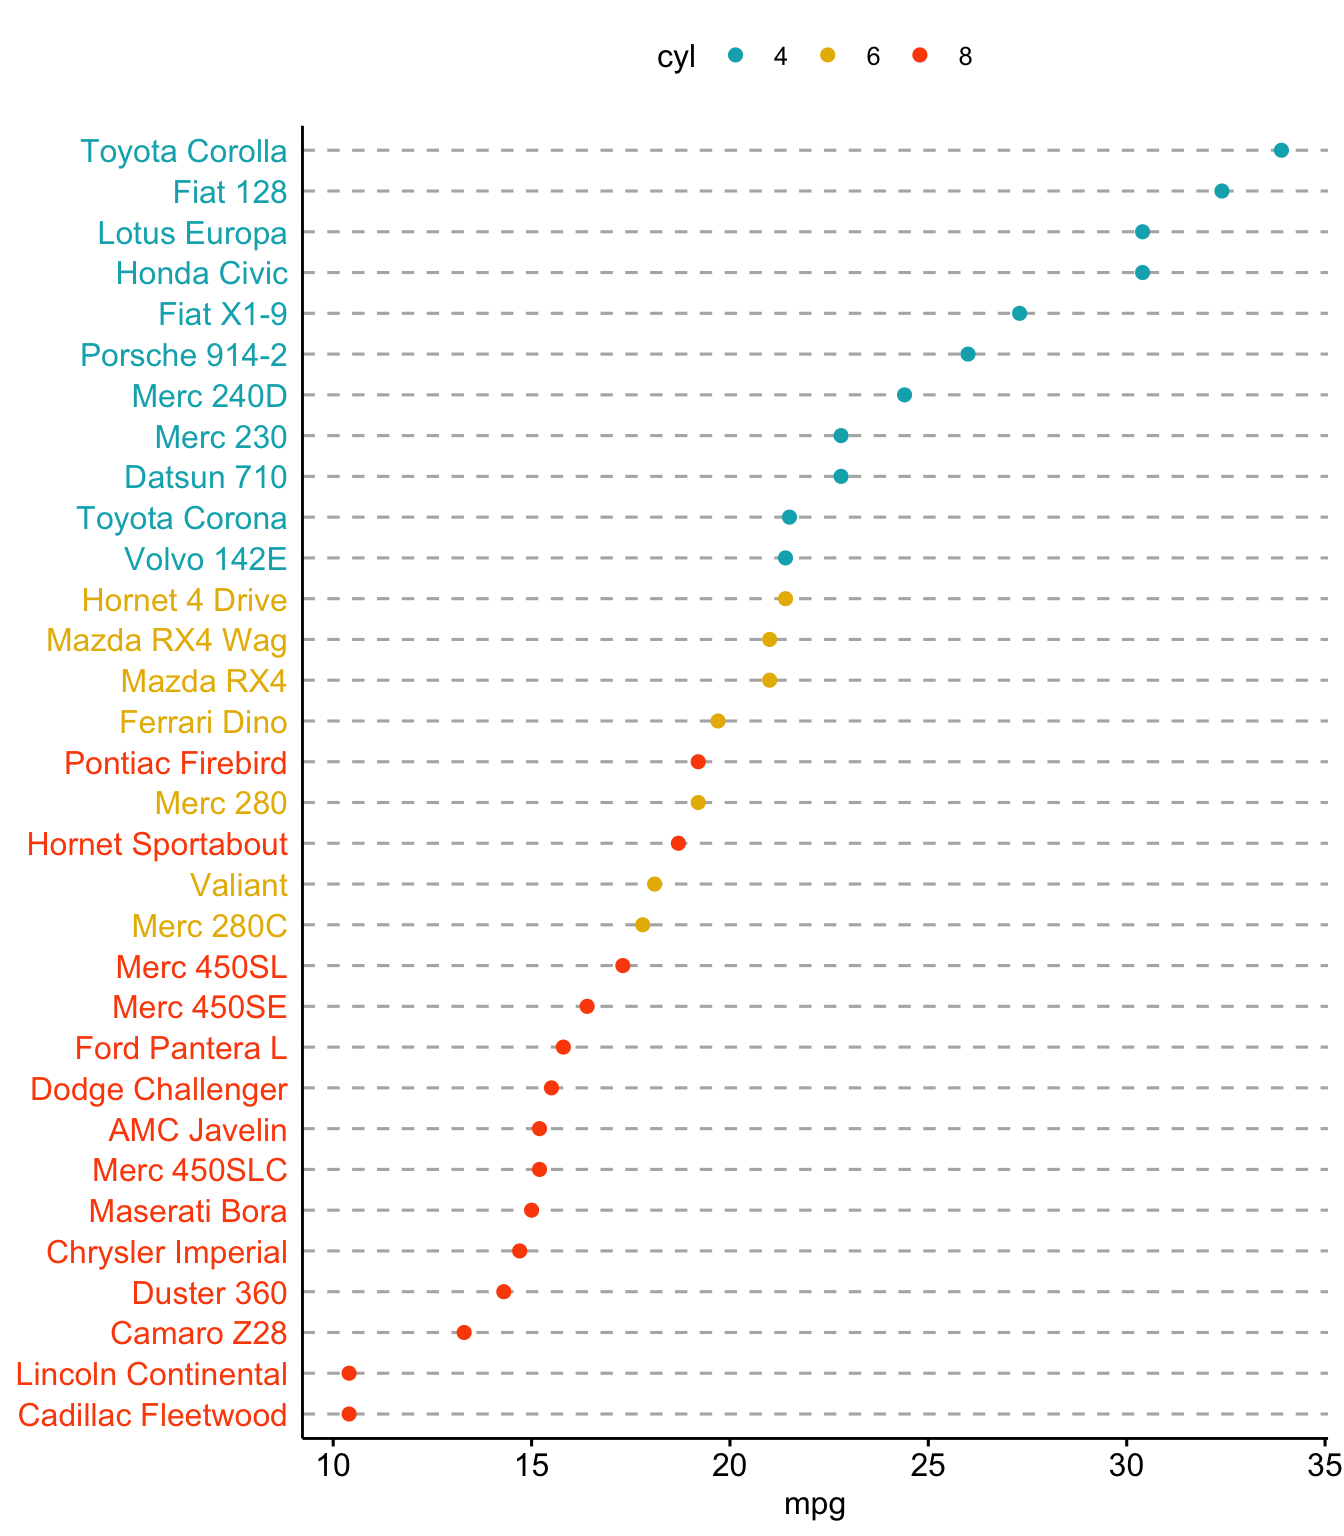 cyl 4 6 8
Toyota Corolla
Fiat 128
Lotus Europa
Honda Civic
Fiat X1-9
Porsche 914-2
Merc 240D
Merc 230
Datsun 710
Toyota Corona
Volvo 142E
Hornet 4 Drive
Mazda RX4 Wag
Mazda RX4
Ferrari Dino
Pontiac Firebird
Merc 280
Hornet Sportabout
Valiant
Merc 280C
Merc 450SL
Merc 450SE
Ford Pantera L
Dodge Challenger
AMC Javelin
Merc 450SLC
Maserati Bora
Chrysler Imperial
Duster 360
Camaro Z28
Lincoln Continental
Cadillac Fleetwood
10 15 20 25 30 35
mpg